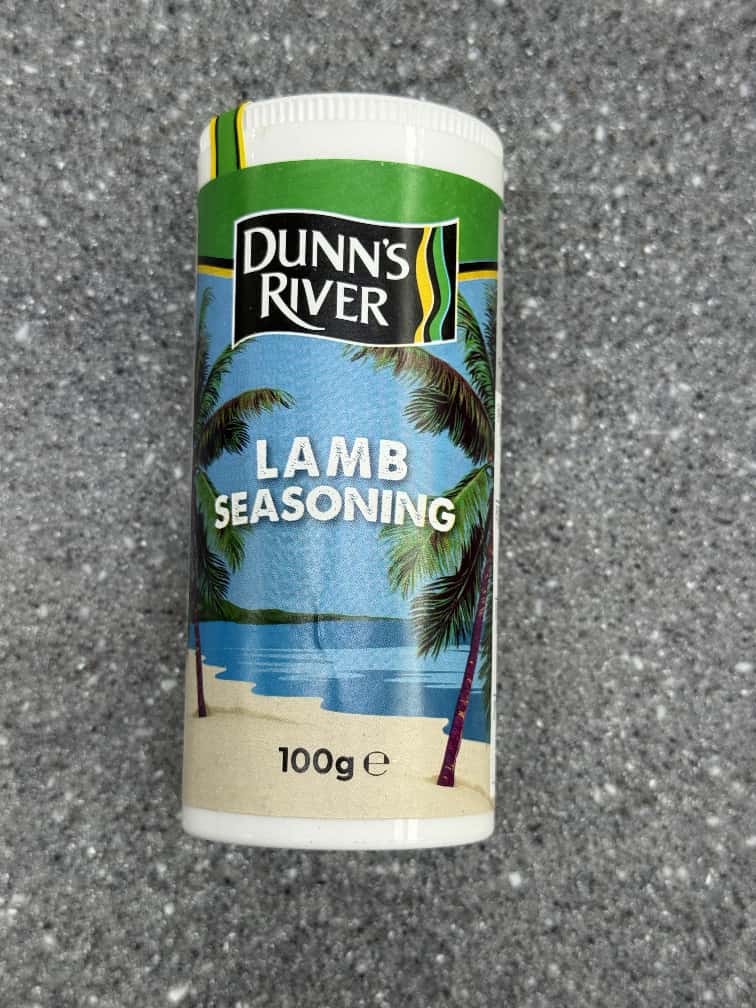 DUNN'S
RIVER
LAMB
SEASONING
100g ℮